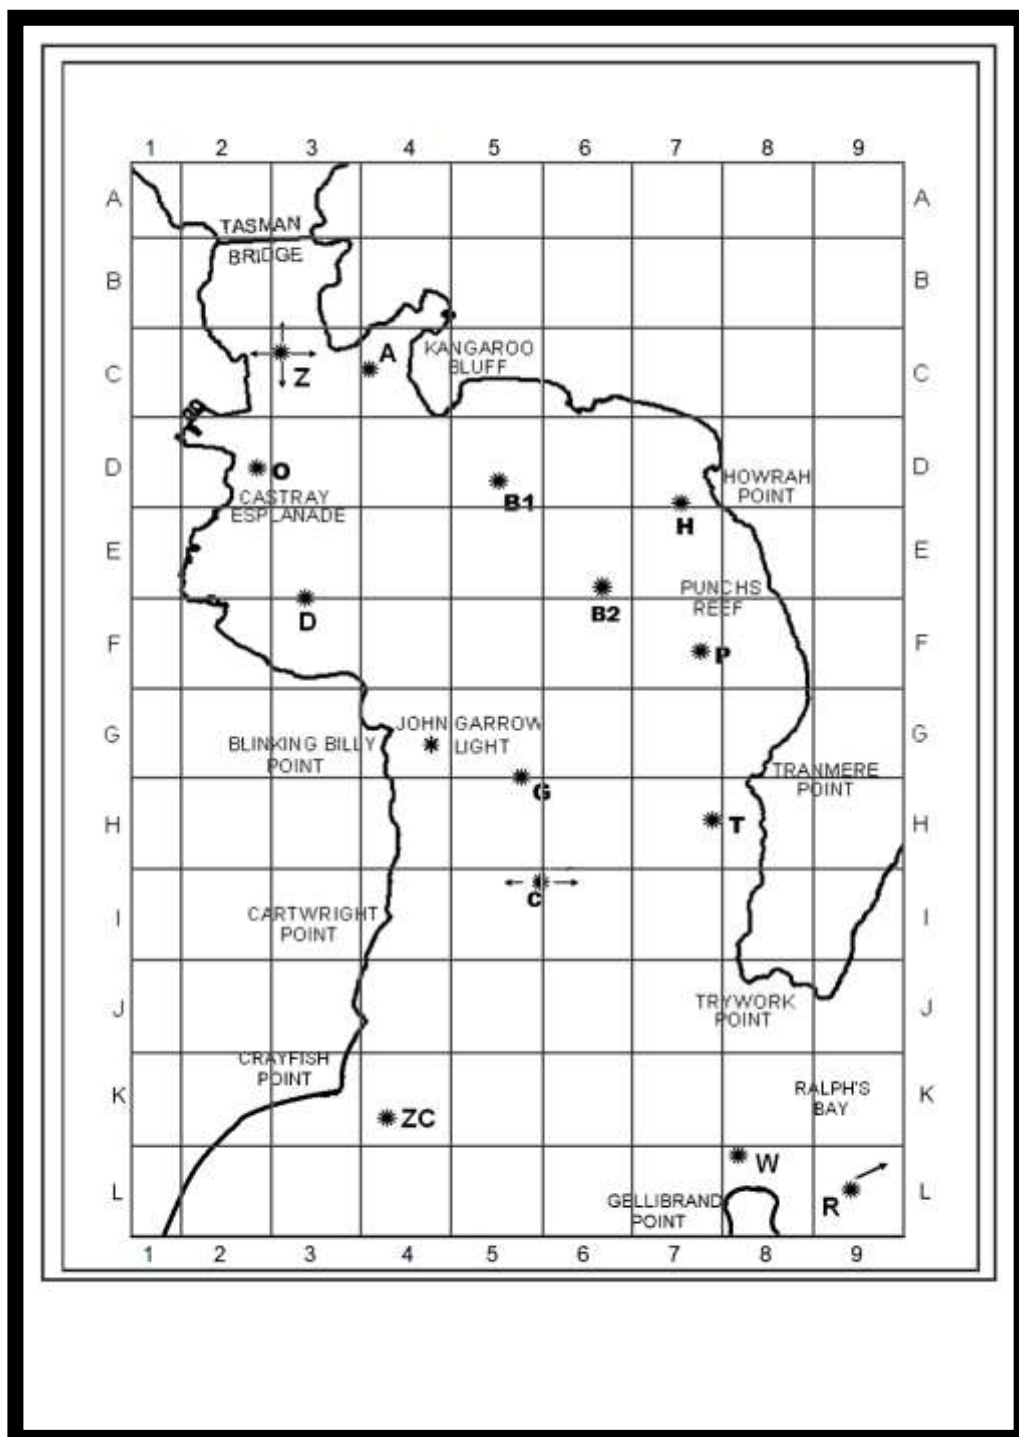 1 2 3 4 5 6 7 8 9
A A
TASMAN
BRIDGE
B B
KANGAROO
BLUFF
A
C C
Z
D D
O
HOWRAH
POINT
CASTRAY
ESPLANADE
B1
H
E E
PUNCHS
REEF
B2
D
F F
P
JOHN GARROW
LIGHT
G G
BLINKING BILLY
POINT
TRANMERE
POINT
G
H H
T
C
I I
CARTWRIGHT
POINT
TRYWORK
POINT
J J
CRAYFISH
POINT
RALPH'S
BAY
K K
ZC
W
L L
GELLIBRAND
POINT
R
1 2 3 4 5 6 7 8 9